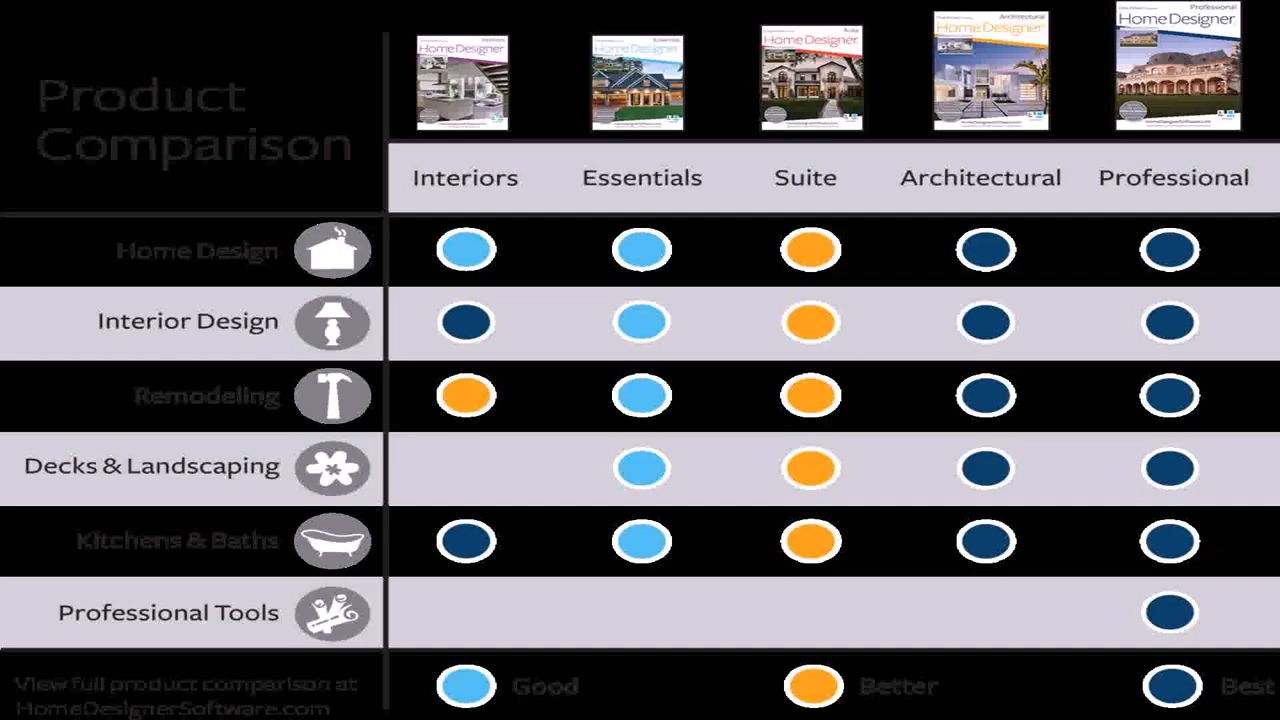 Professional
Architectural
Home Designer
Home Designer
Home Designer
Home Designer
Home Designer
Product
Comparison
Interiors Essentials Suite Architectural Professional
Home Design
Interior Design
Remodeling
Decks & Landscaping
Kitchens & Baths
Professional Tools
View full product comparison at
HomeDesignerSoftware.com
Good Better Best